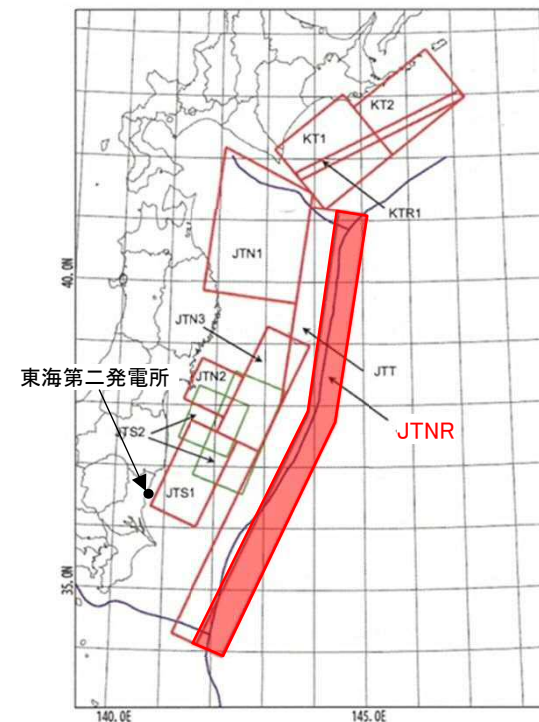 KT2
KT1
KTR1
JTN1
40.0N
JTN3
JTT
東海第二発電所
JTN2
JTNR
JTS2
JTS1
35.0N
140.0E
145.0E